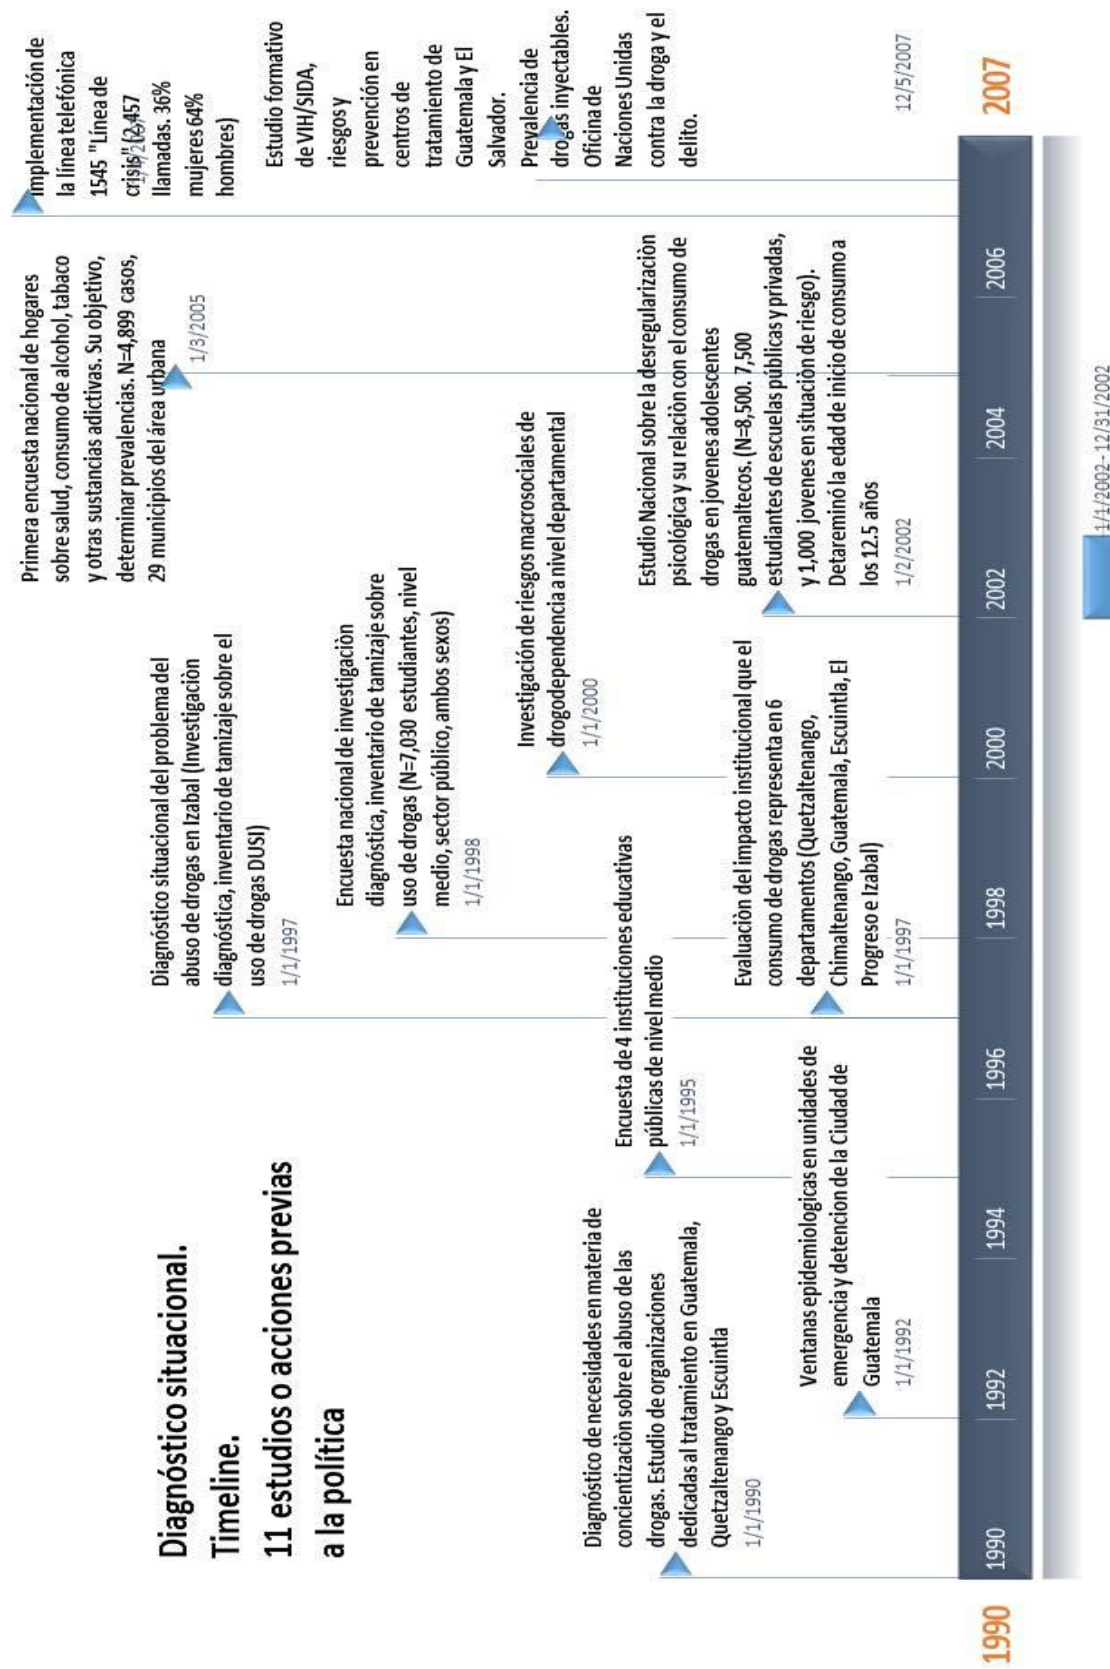 Diagnóstico situacional.
Timeline.
11 estudios o acciones previas
a la política
Diagnóstico de necesidades en materia de
concientizaciòn sobre el abuso de las
drogas. Estudio de organizaciones
dedicadas al tratamiento en Guatemala,
Quetzaltenango y Escuintla
1/1/1990
Ventanas epidemiologicas en unidades de
emergencia y detencion de la Ciudad de
Guatemala
1/1/1992
Encuesta de 4 instituciones educativas
públicas de nivel medio
1/1/1995
Diagnóstico situacional del problema del
abuso de drogas en Izabal (Investigaciòn
diagnóstica, inventario de tamizaje sobre el
uso de drogas DUSI)
1/1/1997
Evaluaciòn del impacto institucional que el
consumo de drogas representa en 6
departamentos (Quetzaltenango,
Chimaltenango, Guatemala, Escuintla, El
Progreso e Izabal)
1/1/1997
Encuesta nacional de investigaciòn
diagnóstica, inventario de tamizaje sobre
uso de drogas (N=7,030 estudiantes, nivel
medio, sector público, ambos sexos)
1/1/1998
Investigación de riesgos macrosociales de
drogodependencia a nivel departamental
1/1/2000
Estudio Nacional sobre la desregularizaciòn
psicológica y su relaciòn con el consumo de
drogas en jovenes adolescentes
guatemaltecos. (N=8,500. 7,500
estudiantes de escuelas públicas y privadas,
y 1,000 jovenes en situaciòn de riesgo).
Detareminó la edad de inicio de consumo a
los 12.5 años
1/2/2002
Primera encuesta nacional de hogares
sobre salud, consumo de alcohol, tabaco
y otras sustancias adictivas. Su objetivo,
determinar prevalencias. N=4,899 casos,
29 municipios del área urbana
1/3/2005
Implementación de
la línea telefónica
1545 "Línea de
crisis" (2,457
llamadas. 36%
mujeres 64%
hombres)
Estudio formativo
de VIH/SIDA,
riesgos y
prevención en
centros de
tratamiento de
Guatemala y El
Salvador.
Prevalencia de
drogas inyectables.
Oficina de
Naciones Unidas
contra la droga y el
delito.
12/5/2007
1990
1990
1992
1994
1996
1998
2000
2002
2004
2006
2007
1/1/2002- 12/31/2002